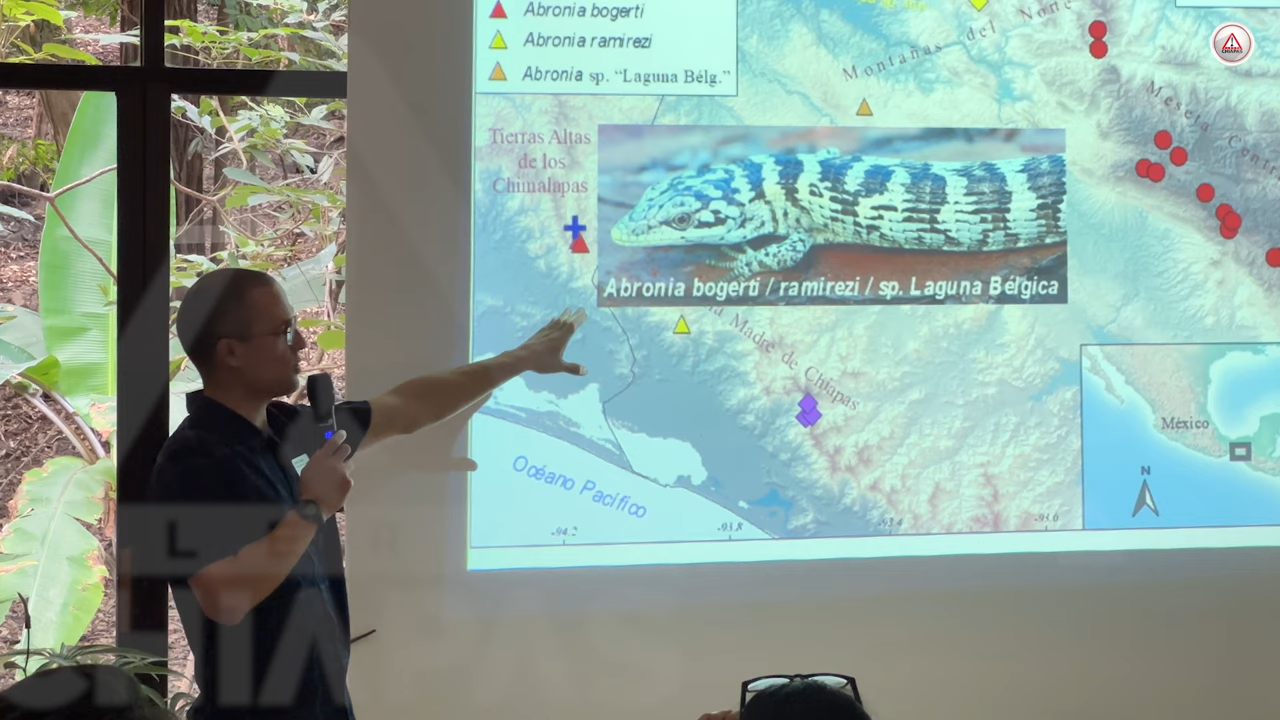 Abronia bogerti
Abronia ramirezi
Abronia sp. “Laguna Bélg.”
Montañas del Norte
Meseta
Tierras Altas
de los
Chimalapas
Abronia bogerti / ramirezi / sp. Laguna Bélgica
Madre de Chiapas
Océano Pacífico
México
N
-94.2
-93.8
-93.4
CHIAPAS